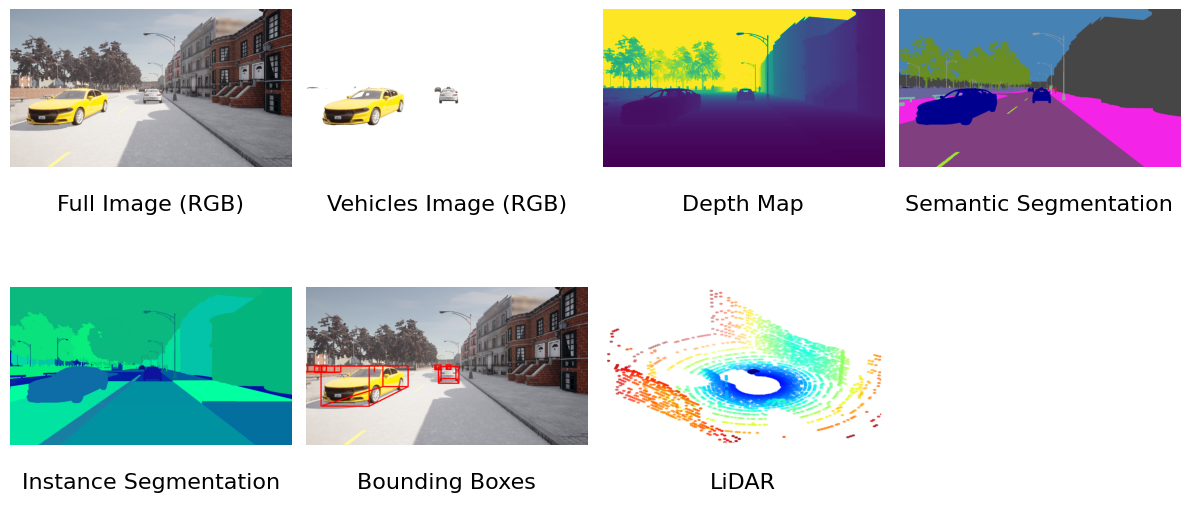 Full Image (RGB)
Vehicles Image (RGB)
Depth Map
Semantic Segmentation
Instance Segmentation
Bounding Boxes
LiDAR